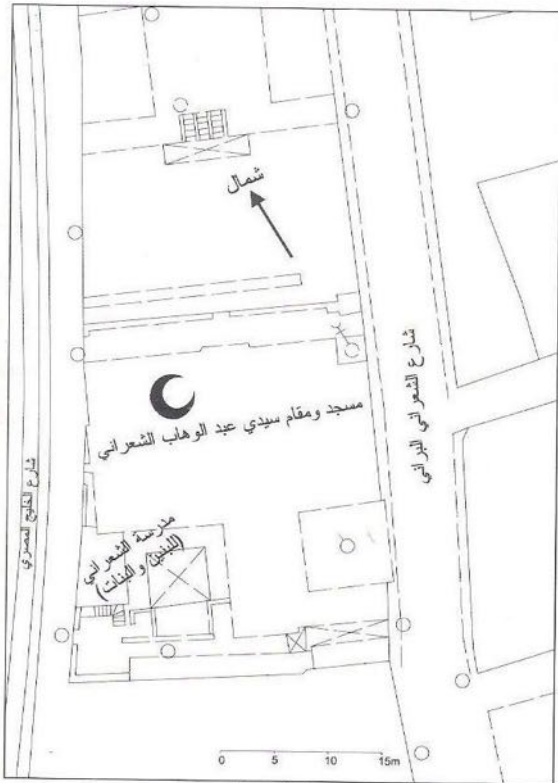 شمال
شارع الشعراني البراني
مسجد ومقام سيدي عبد الوهاب الشعراني
شارع الخليج المصري
مدرسة الشعراني
(للبنين والبنات)
0 5 10 15m